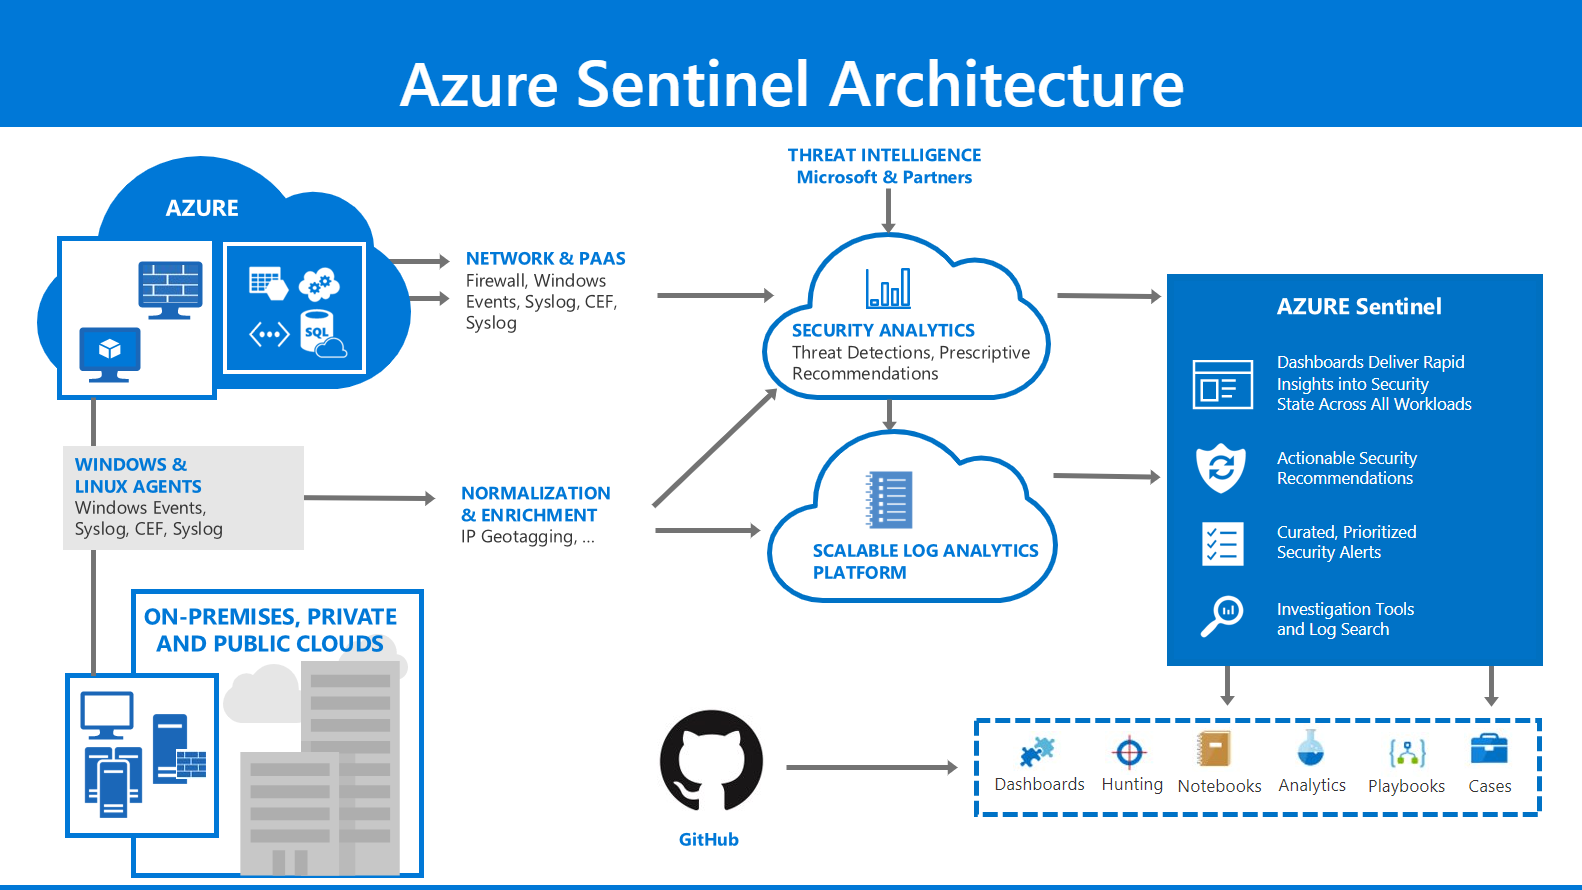 Azure Sentinel Architecture
THREAT INTELLIGENCE
Microsoft & Partners
AZURE
NETWORK & PAAS
Firewall, Windows
Events, Syslog, CEF,
Syslog
SQL
SECURITY ANALYTICS
Threat Detections, Prescriptive
Recommendations
AZURE Sentinel
Dashboards Deliver Rapid
Insights into Security
State Across All Workloads
Actionable Security
Recommendations
Curated, Prioritized
Security Alerts
Investigation Tools
and Log Search
WINDOWS &
LINUX AGENTS
Windows Events,
Syslog, CEF, Syslog
NORMALIZATION
& ENRICHMENT
IP Geotagging, ...
SCALABLE LOG ANALYTICS
PLATFORM
ON-PREMISES, PRIVATE
AND PUBLIC CLOUDS
GitHub
Dashboards
Hunting
Notebooks
Analytics
Playbooks
Cases